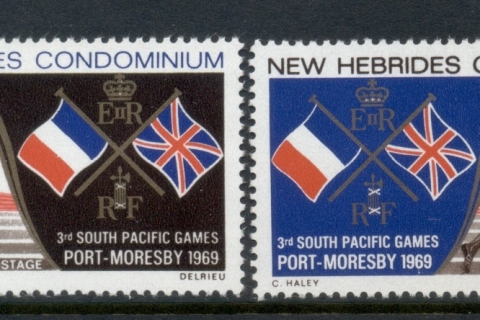 ES CONDOMINIUM
EIIR
RF
3rd SOUTH PACIFIC GAMES
PORT-MORESBY 1969
OSTAGE
DELRIEU
NEW HEBRIDES C
EIIR
RF
3rd SOUTH PACIFIC GAMES
PORT-MORESBY 1969
C. HALEY